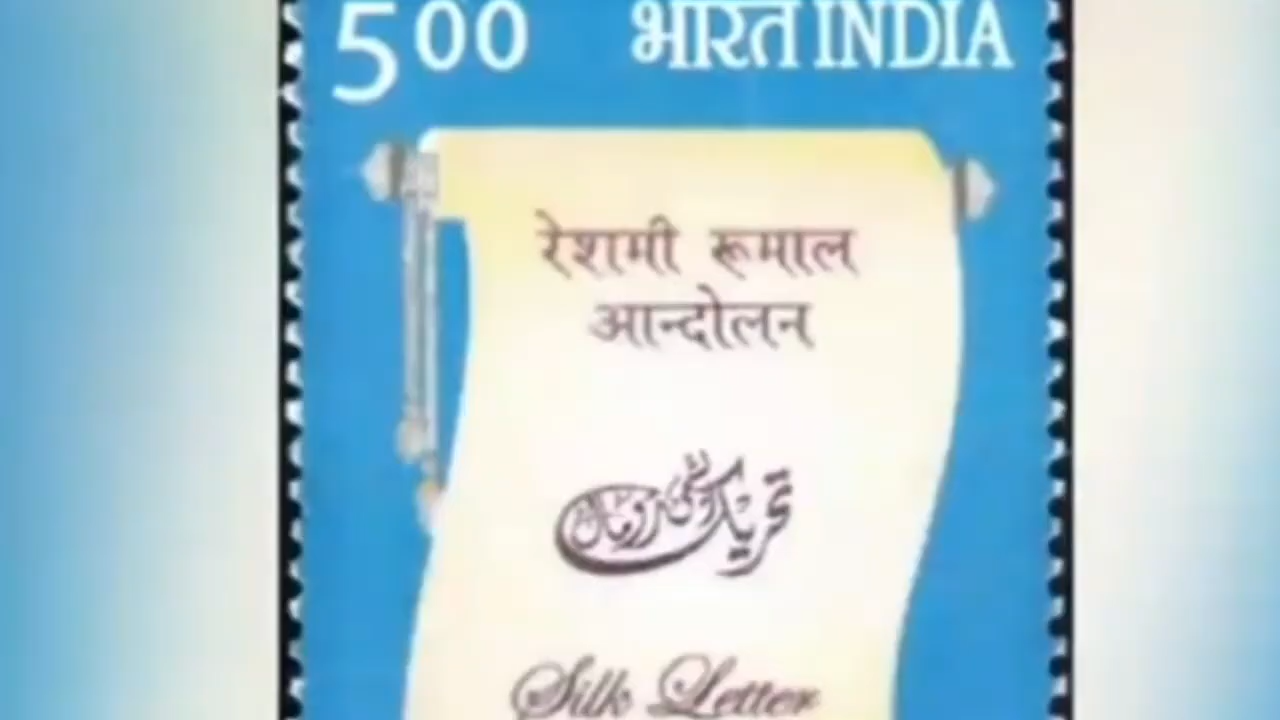 5.00 भारत INDIA
रेशमी रूमाल
आन्दोलन
تحریک ریشمی رومال
Silk Letter